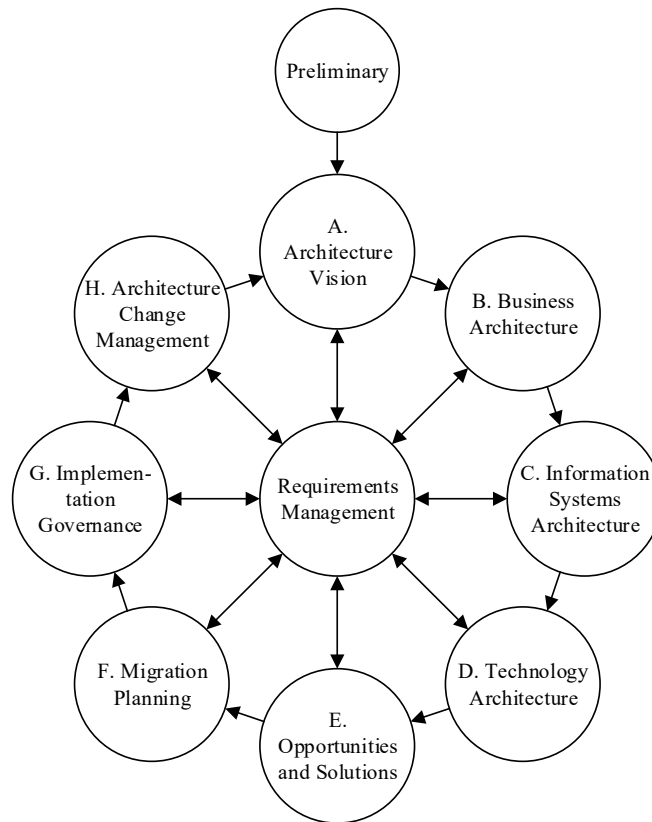 Preliminary
A.
Architecture
Vision
H. Architecture
Change
Management
B. Business
Architecture
G. Implemen-
tation
Governance
Requirements
Management
C. Information
Systems
Architecture
F. Migration
Planning
D. Technology
Architecture
E.
Opportunities
and Solutions